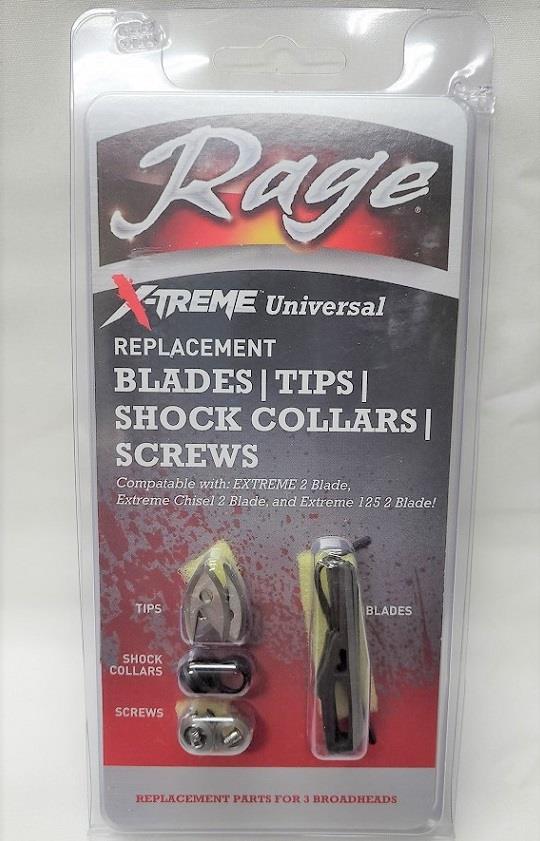 Rage
X-TREME Universal
REPLACEMENT
BLADES | TIPS |
SHOCK COLLARS |
SCREWS
Compatable with: EXTREME 2 Blade,
Extreme Chisel 2 Blade, and Extreme 125 2 Blade!
TIPS
BLADES
SHOCK
COLLARS
SCREWS
REPLACEMENT PARTS FOR 3 BROADHEADS